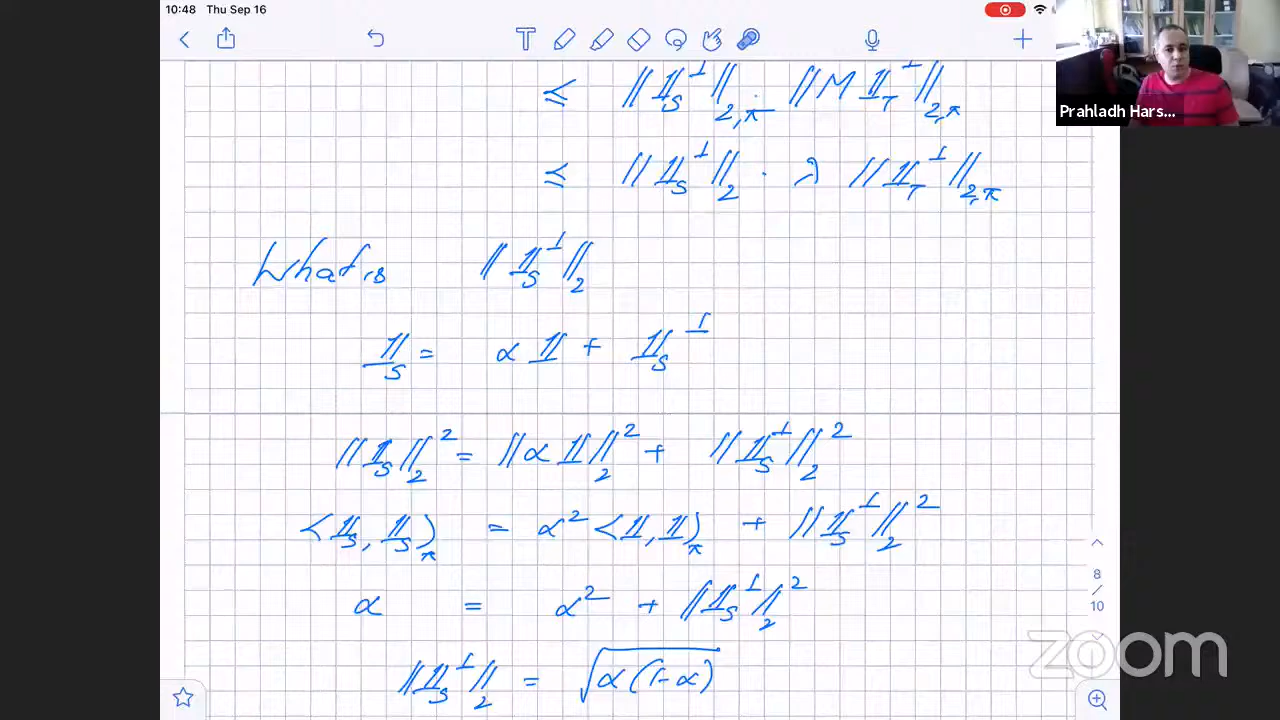 10:48 Thu Sep 16
≤ ||𝟙_S^⊥||_{2,π} · ||M 𝟙_T^⊥||_{2,π}
≤ ||𝟙_S^⊥||_2 · λ ||𝟙_T^⊥||_{2,π}
What is ||𝟙_S^⊥||_2
𝟙_S = α 𝟙 + 𝟙_S^⊥
||𝟙_S||_2^2 = ||α 𝟙||_2^2 + ||𝟙_S^⊥||_2^2
<𝟙_S, 𝟙_S>_π = α^2 <𝟙, 𝟙>_π + ||𝟙_S^⊥||_2^2
α = α^2 + ||𝟙_S^⊥||_2^2
||𝟙_S^⊥||_2 = √(α(1-α))
Prahladh Hars...
8
/
10
zoom